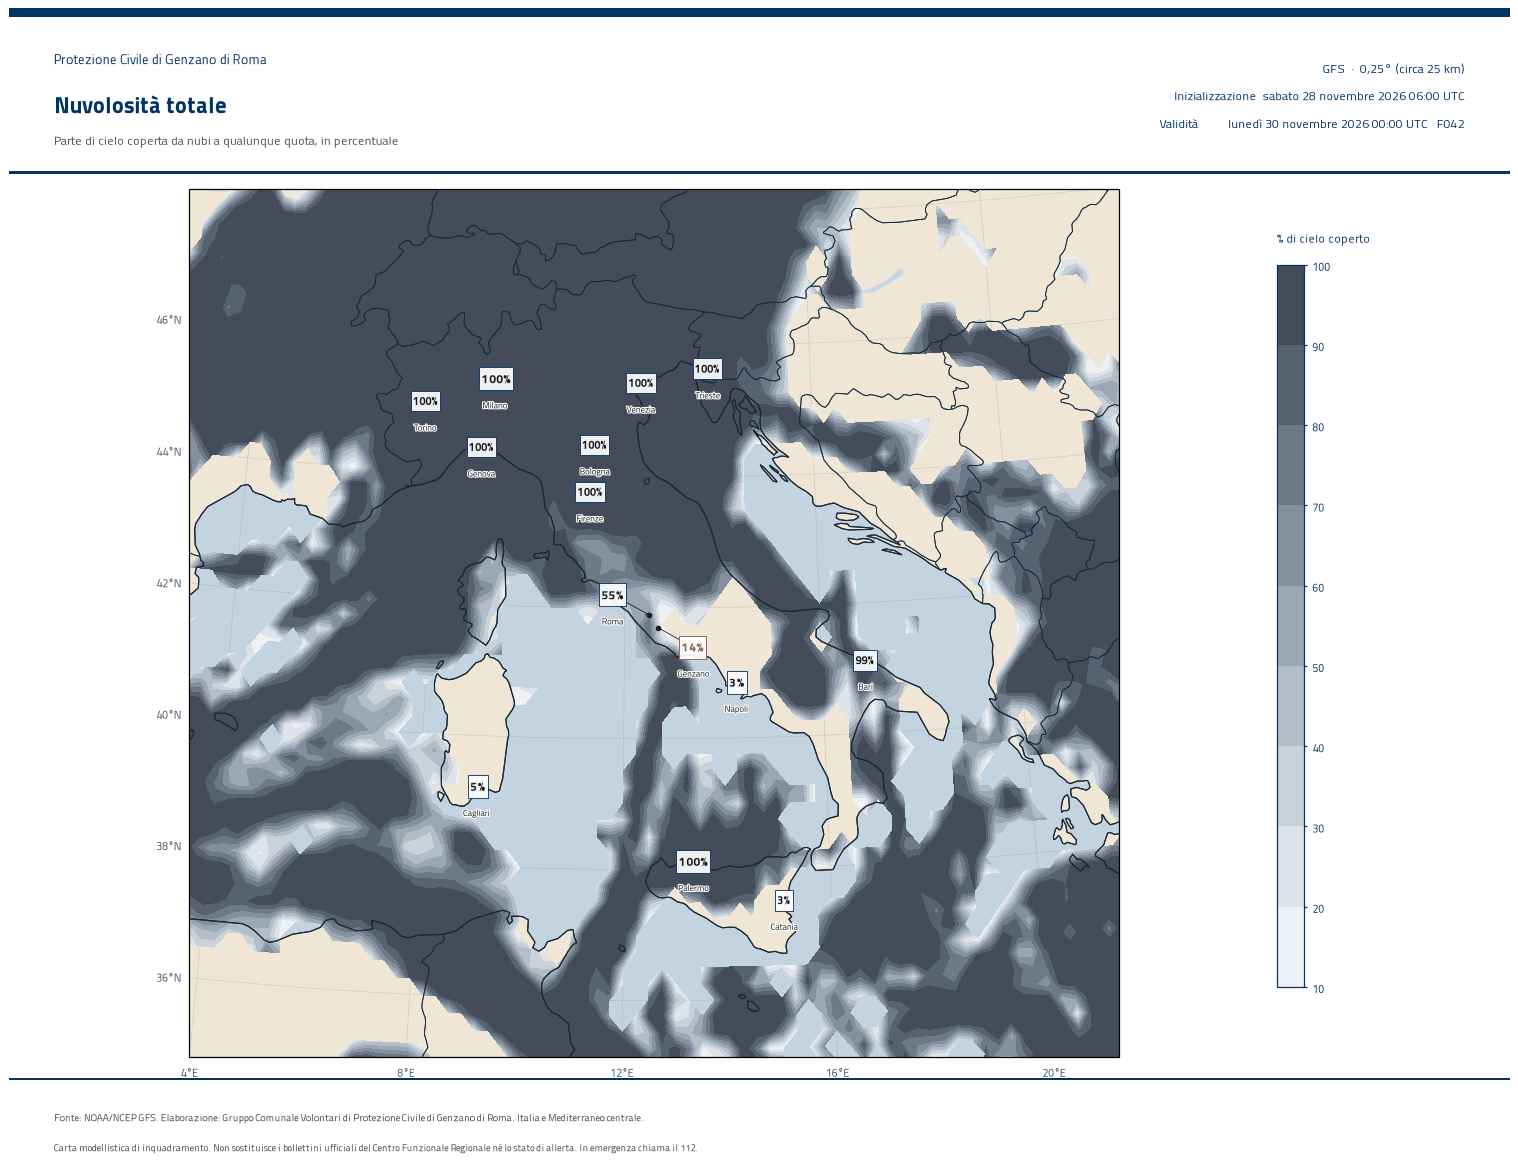 Protezione Civile di Genzano di Roma
Nuvolosità totale
Parte di cielo coperta da nubi a qualunque quota, in percentuale
GFS · 0,25° (circa 25 km)
Inizializzazione sabato 28 novembre 2026 06:00 UTC
Validità lunedì 30 novembre 2026 00:00 UTC F042
% di cielo coperto
100
90
80
70
60
50
40
30
20
10
46°N
44°N
42°N
40°N
38°N
36°N
4°E
8°E
12°E
16°E
20°E
100%
Trieste
100%
Milano
100%
Venezia
100%
Torino
100%
Bologna
100%
Genova
100%
Firenze
55%
Roma
14%
Genzano
99%
Bari
3%
Napoli
5%
Cagliari
100%
Palermo
3%
Catania
Fonte: NOAA/NCEP GFS. Elaborazione: Gruppo Comunale Volontari di Protezione Civile di Genzano di Roma. Italia e Mediterraneo centrale.
Carta modellistica di inquadramento. Non sostituisce i bollettini ufficiali del Centro Funzionale Regionale né lo stato di allerta. In emergenza chiama il 112.